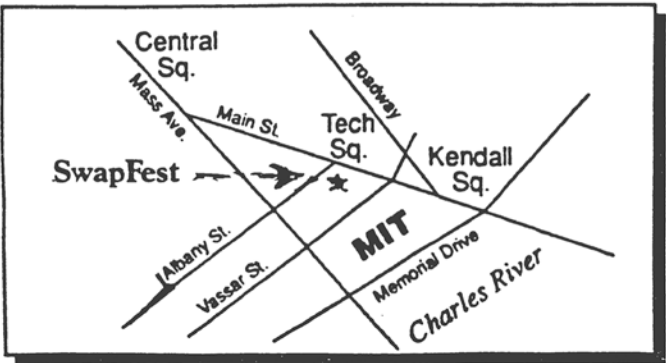 Central
Sq.
Mass Ave.
Main St.
Broadway
Tech
Sq.
Kendall
Sq.
SwapFest
MIT
Albany St.
Vassar St.
Memorial Drive
Charles River